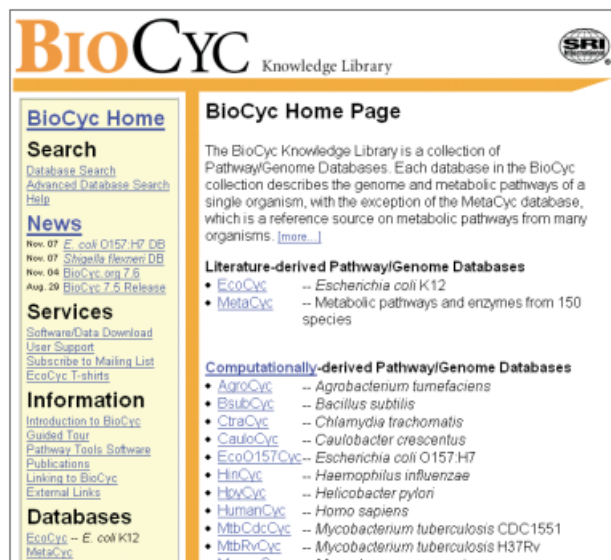 BIOCYC Knowledge Library
SRI
BioCyc Home
Search
Database Search
Advanced Database Search
Help
News
Nov. 07 E. coli O157:H7 DB
Nov. 07 Shigella flexneri DB
Nov. 04 BioCyc.org 7.6
Aug. 29 BioCyc 7.5 Release
Services
Software/Data Download
User Support
Subscribe to Mailing List
EcoCyc T-shirts
Information
Introduction to BioCyc
Guided Tour
Pathway Tools Software
Publications
Linking to BioCyc
External Links
Databases
EcoCyc -- E. coli K12
MetaCyc
BioCyc Home Page
The BioCyc Knowledge Library is a collection of
Pathway/Genome Databases. Each database in the BioCyc
collection describes the genome and metabolic pathways of a
single organism, with the exception of the MetaCyc database,
which is a reference source on metabolic pathways from many
organisms. [more...]
Literature-derived Pathway/Genome Databases
• EcoCyc -- Escherichia coli K12
• MetaCyc -- Metabolic pathways and enzymes from 150
species
Computationally-derived Pathway/Genome Databases
• AgroCyc -- Agrobacterium tumefaciens
• BsubCyc -- Bacillus subtilis
• CtraCyc -- Chlamydia trachomatis
• CauloCyc -- Caulobacter crescentus
• EcoO157Cyc -- Escherichia coli O157:H7
• HinCyc -- Haemophilus influenzae
• HpyCyc -- Helicobacter pylori
• HumanCyc -- Homo sapiens
• MtbCdcCyc -- Mycobacterium tuberculosis CDC1551
• MtbRvCyc -- Mycobacterium tuberculosis H37Rv